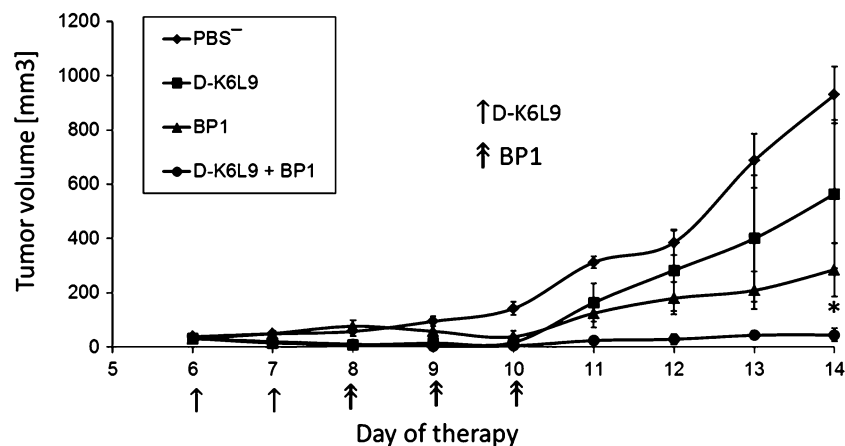 1200
1000
800
600
400
200
0
Tumor volume [mm3]
PBS¯
D-K6L9
BP1
D-K6L9 + BP1
↑D-K6L9
BP1
*
5 6 7 8 9 10 11 12 13 14
Day of therapy